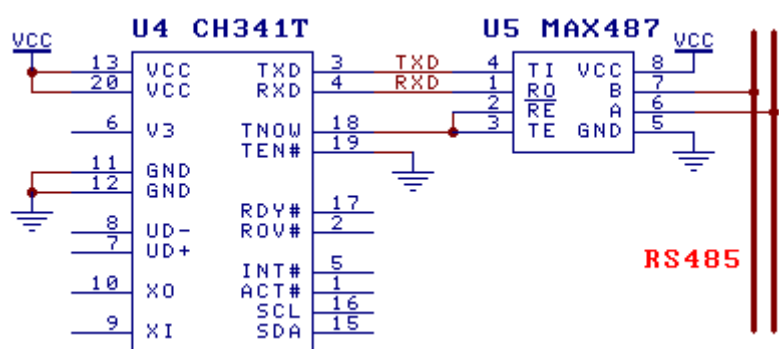 U4 CH341T
U5 MAX487
VCC
VCC
13 VCC TXD 3 TXD 4 TI VCC 8
20 VCC RXD 4 RXD 1 RO B 7
2 RE A 6
6 V3 TNOW 18 3 TE GND 5
TEN# 19
11 GND
12 GND
RDY# 17
8 UD- ROV# 2
7 UD+
INT# 5
RS485
10 XO ACT# 1
SCL 16
9 XI SDA 15